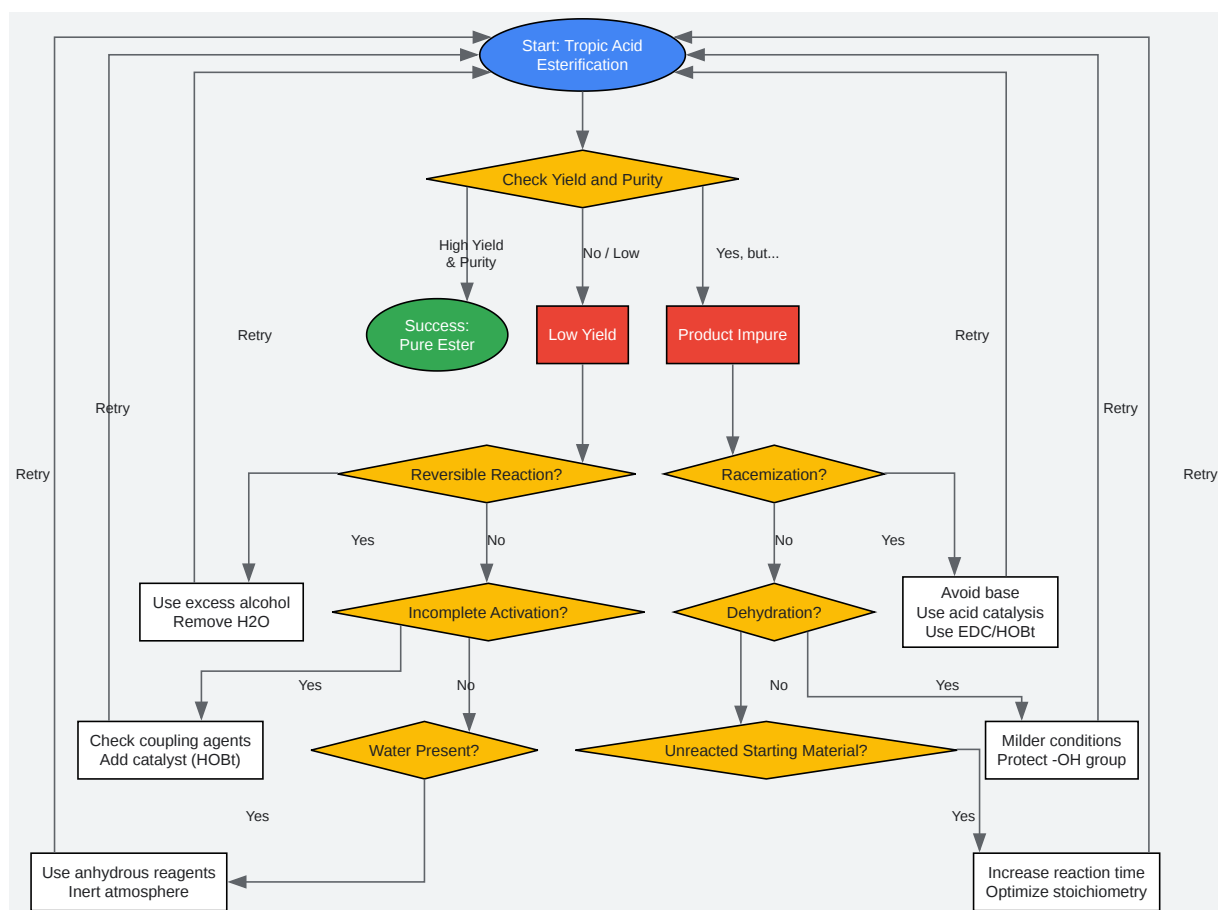 Start: Tropic Acid
Esterification
Check Yield and Purity
High Yield
& Purity
No / Low
Yes, but...
Success:
Pure Ester
Low Yield
Product Impure
Retry
Retry
Retry
Retry
Retry
Retry
Reversible Reaction?
Racemization?
Yes
No
No
Yes
Use excess alcohol
Remove H2O
Incomplete Activation?
Dehydration?
Avoid base
Use acid catalysis
Use EDC/HOBt
Yes
No
No
Yes
Check coupling agents
Add catalyst (HOBt)
Water Present?
Unreacted Starting Material?
Milder conditions
Protect -OH group
Yes
Yes
Use anhydrous reagents
Inert atmosphere
Increase reaction time
Optimize stoichiometry